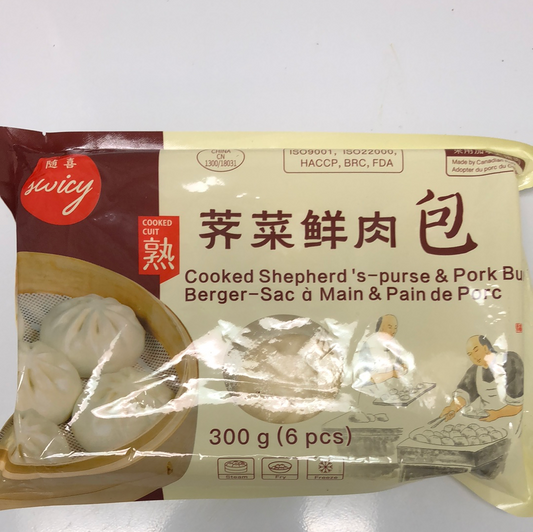 随喜
swicy
CHINA
CN
1300/18031
ISO9001, ISO22000,
HACCP, BRC, FDA
Made by Canadian
Adopter du porc du
COOKED
CUIT
熟
荠菜鲜肉包
Cooked Shepherd's-purse & Pork Bu
Berger-Sac à Main & Pain de Porc
300 g (6 pcs)
Steam
Fry
Freeze